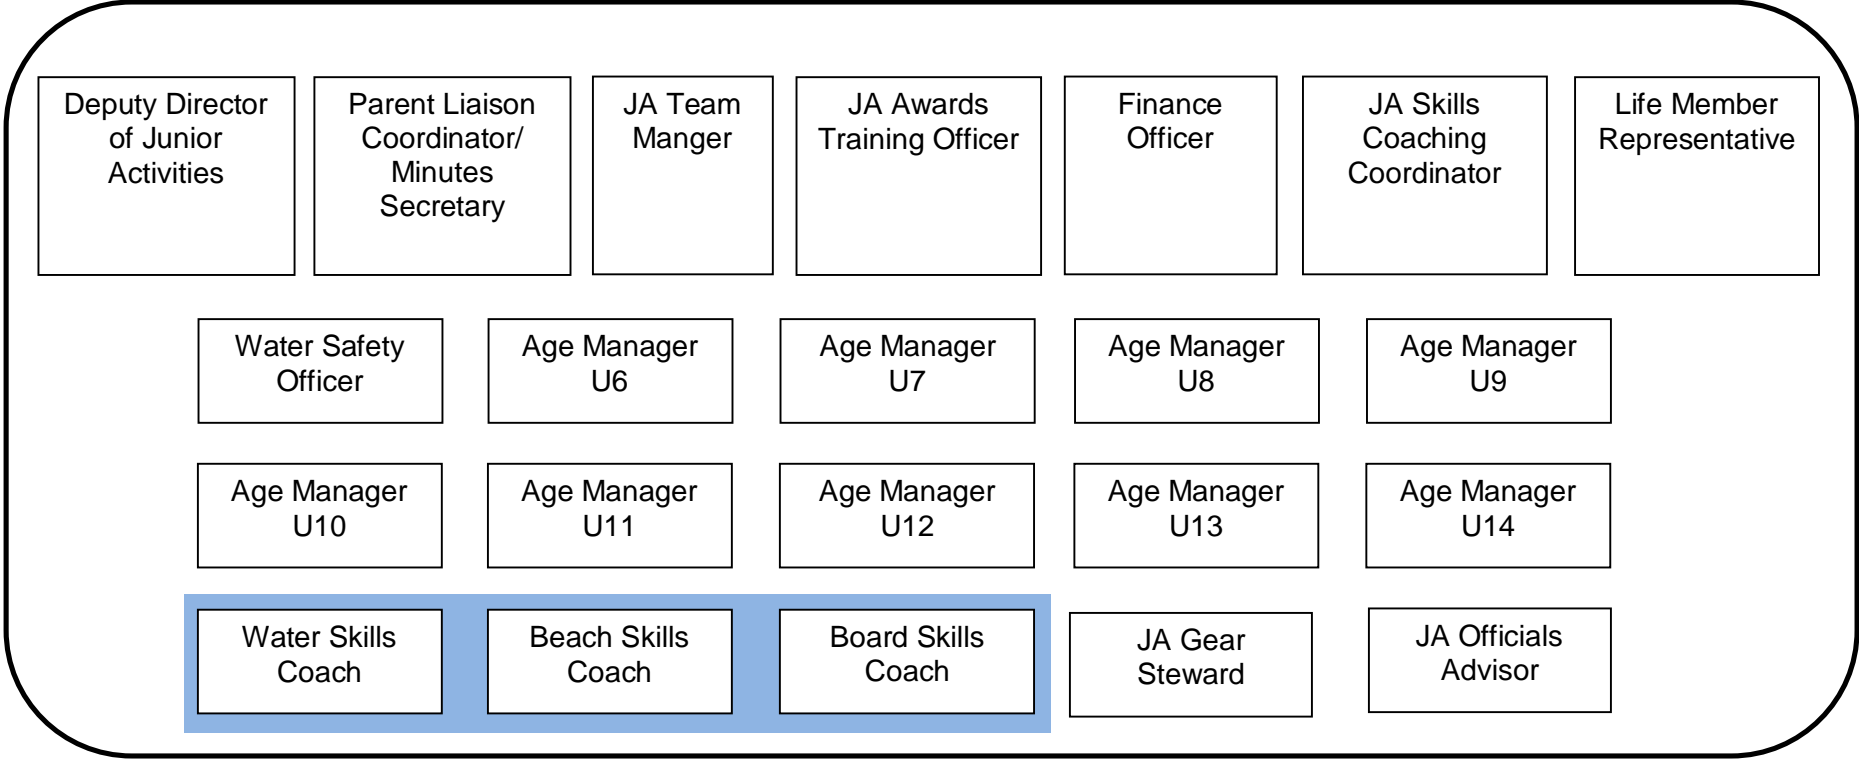 Deputy Director
of Junior
Activities
Parent Liaison
Coordinator/
Minutes
Secretary
JA Team
Manger
JA Awards
Training Officer
Finance
Officer
JA Skills
Coaching
Coordinator
Life Member
Representative
Water Safety
Officer
Age Manager
U6
Age Manager
U7
Age Manager
U8
Age Manager
U9
Age Manager
U10
Age Manager
U11
Age Manager
U12
Age Manager
U13
Age Manager
U14
Water Skills
Coach
Beach Skills
Coach
Board Skills
Coach
JA Gear
Steward
JA Officials
Advisor